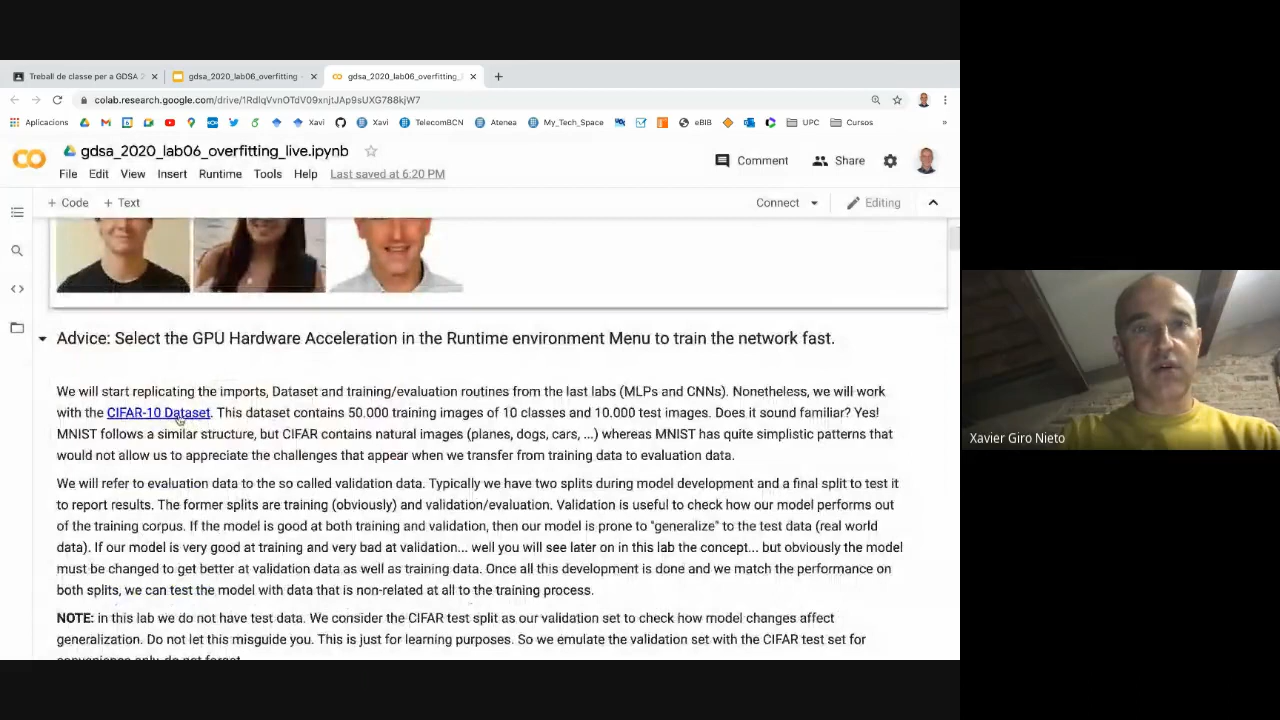 Treball de classe per a GDSA 2
gdsa_2020_lab06_overfitting -
gdsa_2020_lab06_overfitting_
colab.research.google.com/drive/1RdlqVvnOTdV09xnjtJAp9sUXG788kjW7
Aplicacions
Xavi
Xavi
TelecomBCN
Atenea
My_Tech_Space
eBIB
UPC
Cursos
»
gdsa_2020_lab06_overfitting_live.ipynb
Comment
Share
File Edit View Insert Runtime Tools Help Last saved at 6:20 PM
+ Code + Text
Connect
Editing
Advice: Select the GPU Hardware Acceleration in the Runtime environment Menu to train the network fast.
We will start replicating the imports, Dataset and training/evaluation routines from the last labs (MLPs and CNNs). Nonetheless, we will work
with the CIFAR-10 Dataset. This dataset contains 50.000 training images of 10 classes and 10.000 test images. Does it sound familiar? Yes!
MNIST follows a similar structure, but CIFAR contains natural images (planes, dogs, cars, ...) whereas MNIST has quite simplistic patterns that
would not allow us to appreciate the challenges that appear when we transfer from training data to evaluation data.
We will refer to evaluation data to the so called validation data. Typically we have two splits during model development and a final split to test it
to report results. The former splits are training (obviously) and validation/evaluation. Validation is useful to check how our model performs out
of the training corpus. If the model is good at both training and validation, then our model is prone to "generalize" to the test data (real world
data). If our model is very good at training and very bad at validation... well you will see later on in this lab the concept... but obviously the model
must be changed to get better at validation data as well as training data. Once all this development is done and we match the performance on
both splits, we can test the model with data that is non-related at all to the training process.
NOTE: in this lab we do not have test data. We consider the CIFAR test split as our validation set to check how model changes affect
generalization. Do not let this misguide you. This is just for learning purposes. So we emulate the validation set with the CIFAR test set for
convenience only, do not forget
Xavier Giro Nieto